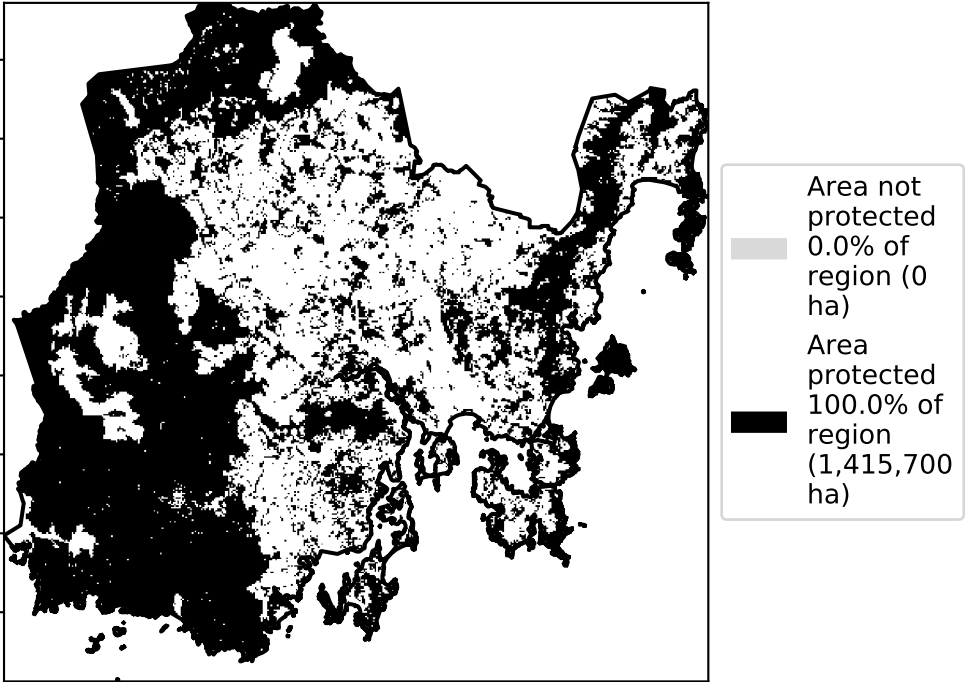 Area not
protected
0.0% of
region (0
ha)
Area
protected
100.0% of
region
(1,415,700
ha)